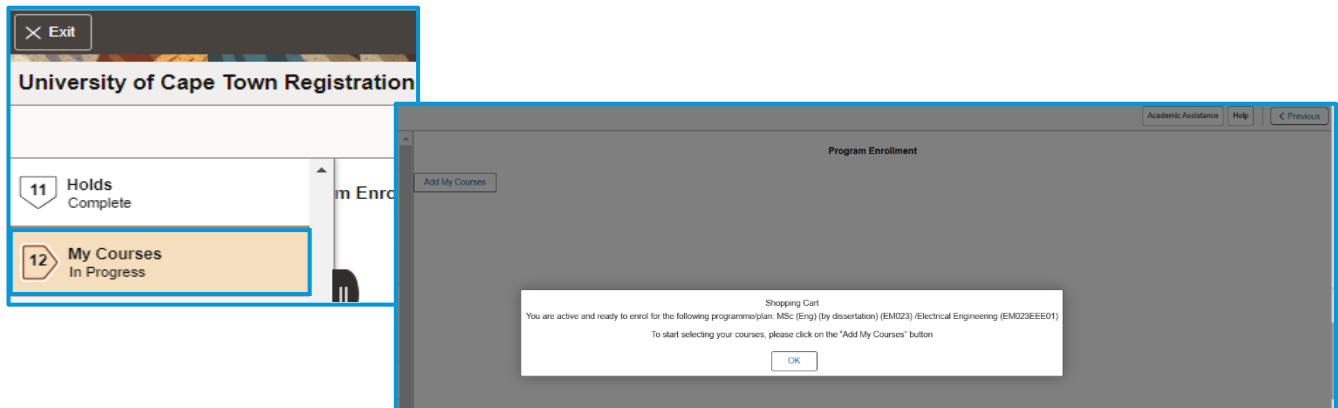 Exit
University of Cape Town Registration
11 Holds
Complete
m Enro
12 My Courses
In Progress
Academic Assistance Help < Previous
Program Enrollment
Add My Courses
Shopping Cart
You are active and ready to enrol for the following programme/plan: MSc (Eng) (by dissertation) (EM023) /Electrical Engineering (EM023EEE01)
To start selecting your courses, please click on the "Add My Courses" button
OK